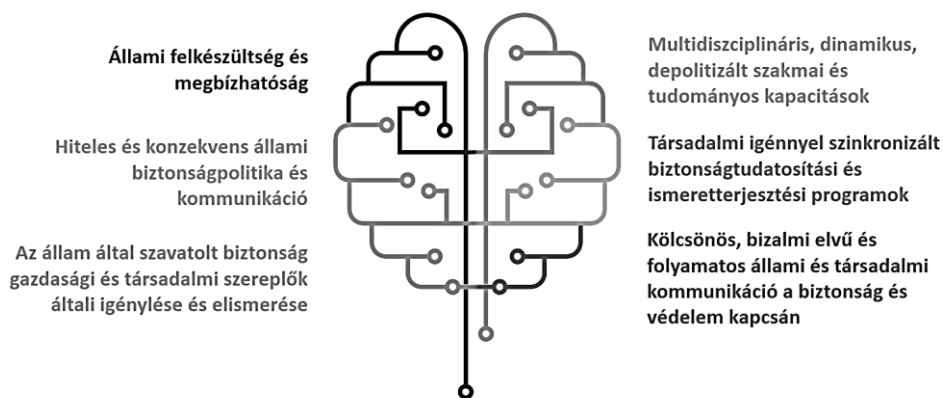 Állami felkészültség és
megbízhatóság
Hiteles és konzekvens állami
biztonságpolitika és
kommunikáció
Az állam által szavatolt biztonság
gazdasági és társadalmi szereplők
általi igénylése és elismerése
Multidiszciplináris, dinamikus,
depolitizált szakmai és
tudományos kapacitások
Társadalmi igénnyel szinkronizált
biztonságtudatosítási és
ismeretterjesztési programok
Kölcsönös, bizalmi elvű és
folyamatos állami és társadalmi
kommunikáció a biztonság és
védelem kapcsán